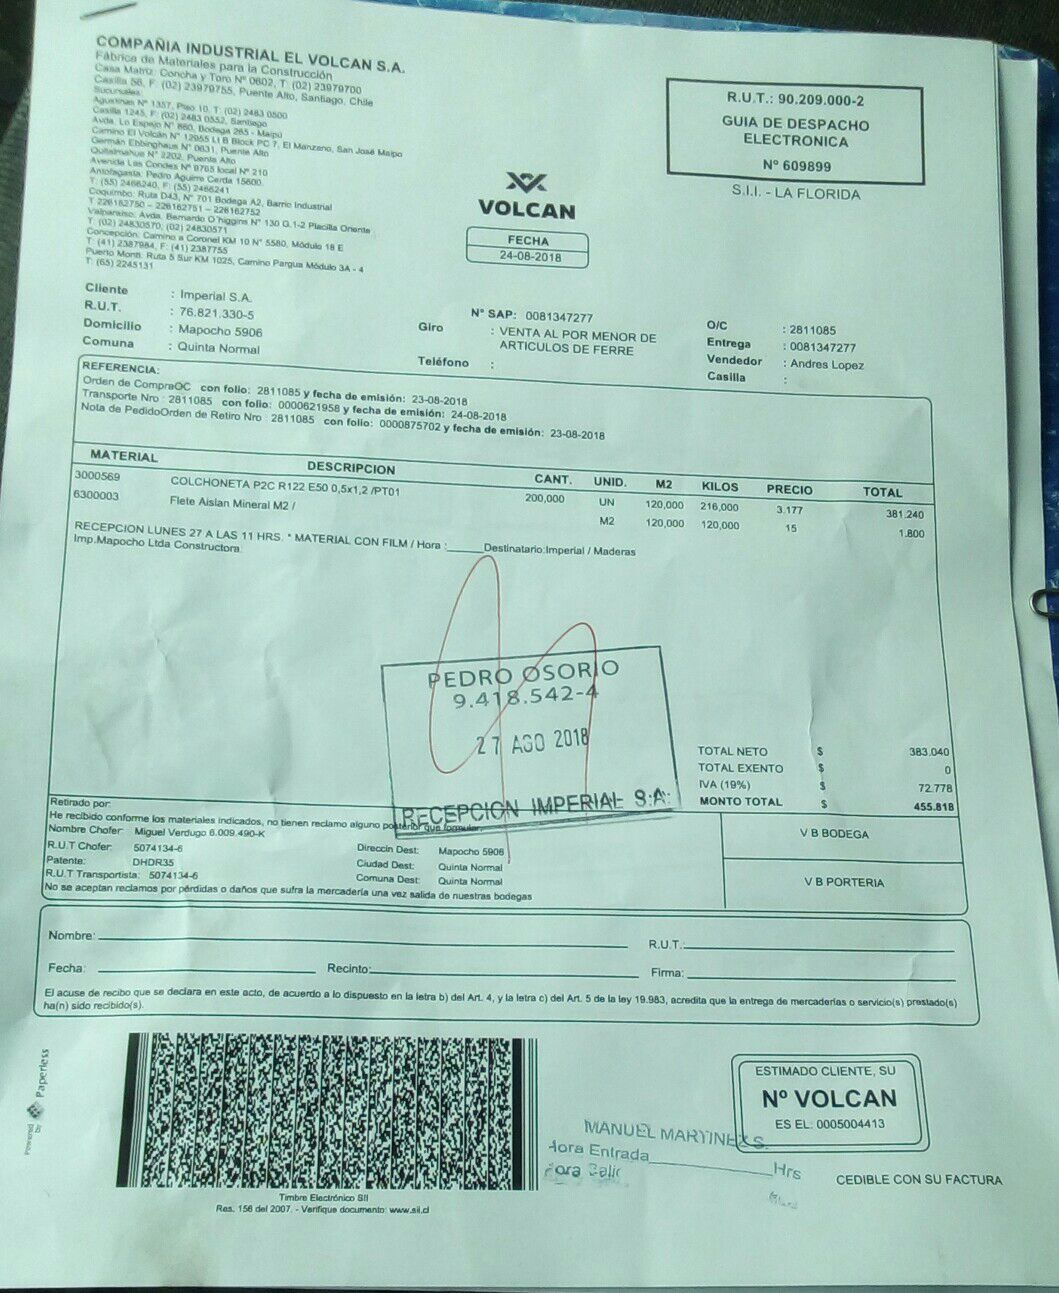 COMPAÑIA INDUSTRIAL EL VOLCAN S.A.
Fábrica de Materiales para la Construcción
Casa Matriz: Concha y Toro Nº 0602, T: (02) 23979700
Casilla 56, F: (02) 23979755, Puente Alto, Santiago, Chile
Sucursales
Agustinas Nº 1357, Piso 10, T: (02) 2483 0500
Casilla 1245, F: (02) 2483 0552, Santiago
Avda. Lo Espejo Nº 860, Bodega 265 - Maipú
Camino El Volcán Nº 12955 Lt B Block PC 7, El Manzano, San José Maipo
Germán Ebbinghaus Nº 0631, Puente Alto
Quitalmahue Nº 2202, Puente Alto
Avenida Las Condes Nº 9765 local Nº 210
Antofagasta: Pedro Aguirre Cerda 15600
T: (55) 2466240, F: (55) 2466241
Coquimbo: Ruta D43, Nº 701 Bodega A2, Barrio Industrial
T 226162750 – 226162751 – 226162752
Valparaíso: Avda. Bernardo O'higgins Nº 130 G.1-2 Placilla Oriente
T: (02) 24830570, (02) 24830571
Concepción: Camino a Coronel KM 10 N° 5580, Módulo 18 E
T: (41) 2387984, F: (41) 2387755
Puerto Montt: Ruta 5 Sur KM 1025, Camino Pargua Módulo 3A - 4
T: (65) 2245131
VOLCAN
FECHA
24-08-2018
R.U.T.: 90.209.000-2
GUIA DE DESPACHO
ELECTRONICA
Nº 609899
S.I.I. - LA FLORIDA
Cliente : Imperial S.A.
R.U.T. : 76.821.330-5
Domicilio : Mapocho 5906
Comuna : Quinta Normal
Nº SAP: 0081347277
Giro : VENTA AL POR MENOR DE
ARTICULOS DE FERRE
Teléfono :
O/C : 2811085
Entrega : 0081347277
Vendedor : Andres Lopez
Casilla :
REFERENCIA:
Orden de CompraOC con folio: 2811085 y fecha de emisión: 23-08-2018
Transporte Nro : 2811085 con folio: 0000621958 y fecha de emisión: 24-08-2018
Nota de PedidoOrden de Retiro Nro : 2811085 con folio: 0000875702 y fecha de emisión: 23-08-2018
MATERIAL DESCRIPCION CANT. UNID. M2 KILOS PRECIO TOTAL
3000569 COLCHONETA P2C R122 E50 0,5x1,2 /PT01 200,000 UN 120,000 216,000 3.177 381.240
6300003 Flete Aislan Mineral M2 / M2 120,000 120,000 15 1.800
RECEPCION LUNES 27 A LAS 11 HRS. * MATERIAL CON FILM / Hora :______Destinatario:Imperial / Maderas
Imp.Mapocho Ltda Constructora
PEDRO OSORIO
9.418.542-4
27 AGO 2018
RECEPCION IMPERIAL S.A.
TOTAL NETO $ 383.040
TOTAL EXENTO $ 0
IVA (19%) $ 72.778
MONTO TOTAL $ 455.818
Retirado por:
He recibido conforme los materiales indicados, no tienen reclamo alguno posterior que formular.
Nombre Chofer: Miguel Verdugo 6.009.490-K
R.U.T Chofer: 5074134-6
Patente: DHDR35
R.U.T Transportista: 5074134-6
Direccin Dest: Mapocho 5906
Ciudad Dest: Quinta Normal
Comuna Dest: Quinta Normal
No se aceptan reclamos por pérdidas o daños que sufra la mercadería una vez salida de nuestras bodegas
V B BODEGA
V B PORTERIA
Nombre:
R.U.T.:
Fecha:
Recinto:
Firma:
El acuse de recibo que se declara en este acto, de acuerdo a lo dispuesto en la letra b) del Art. 4, y la letra c) del Art. 5 de la ley 19.983, acredita que la entrega de mercaderías o servicio(s) prestado(s)
ha(n) sido recibido(s).
Powered by Paperless
Timbre Electrónico SII
Res. 156 del 2007. - Verifique documento: www.sii.cl
ESTIMADO CLIENTE, SU
Nº VOLCAN
ES EL: 0005004413
MANUEL MARTINEZ S.
Hora Entrada Hrs
CEDIBLE CON SU FACTURA